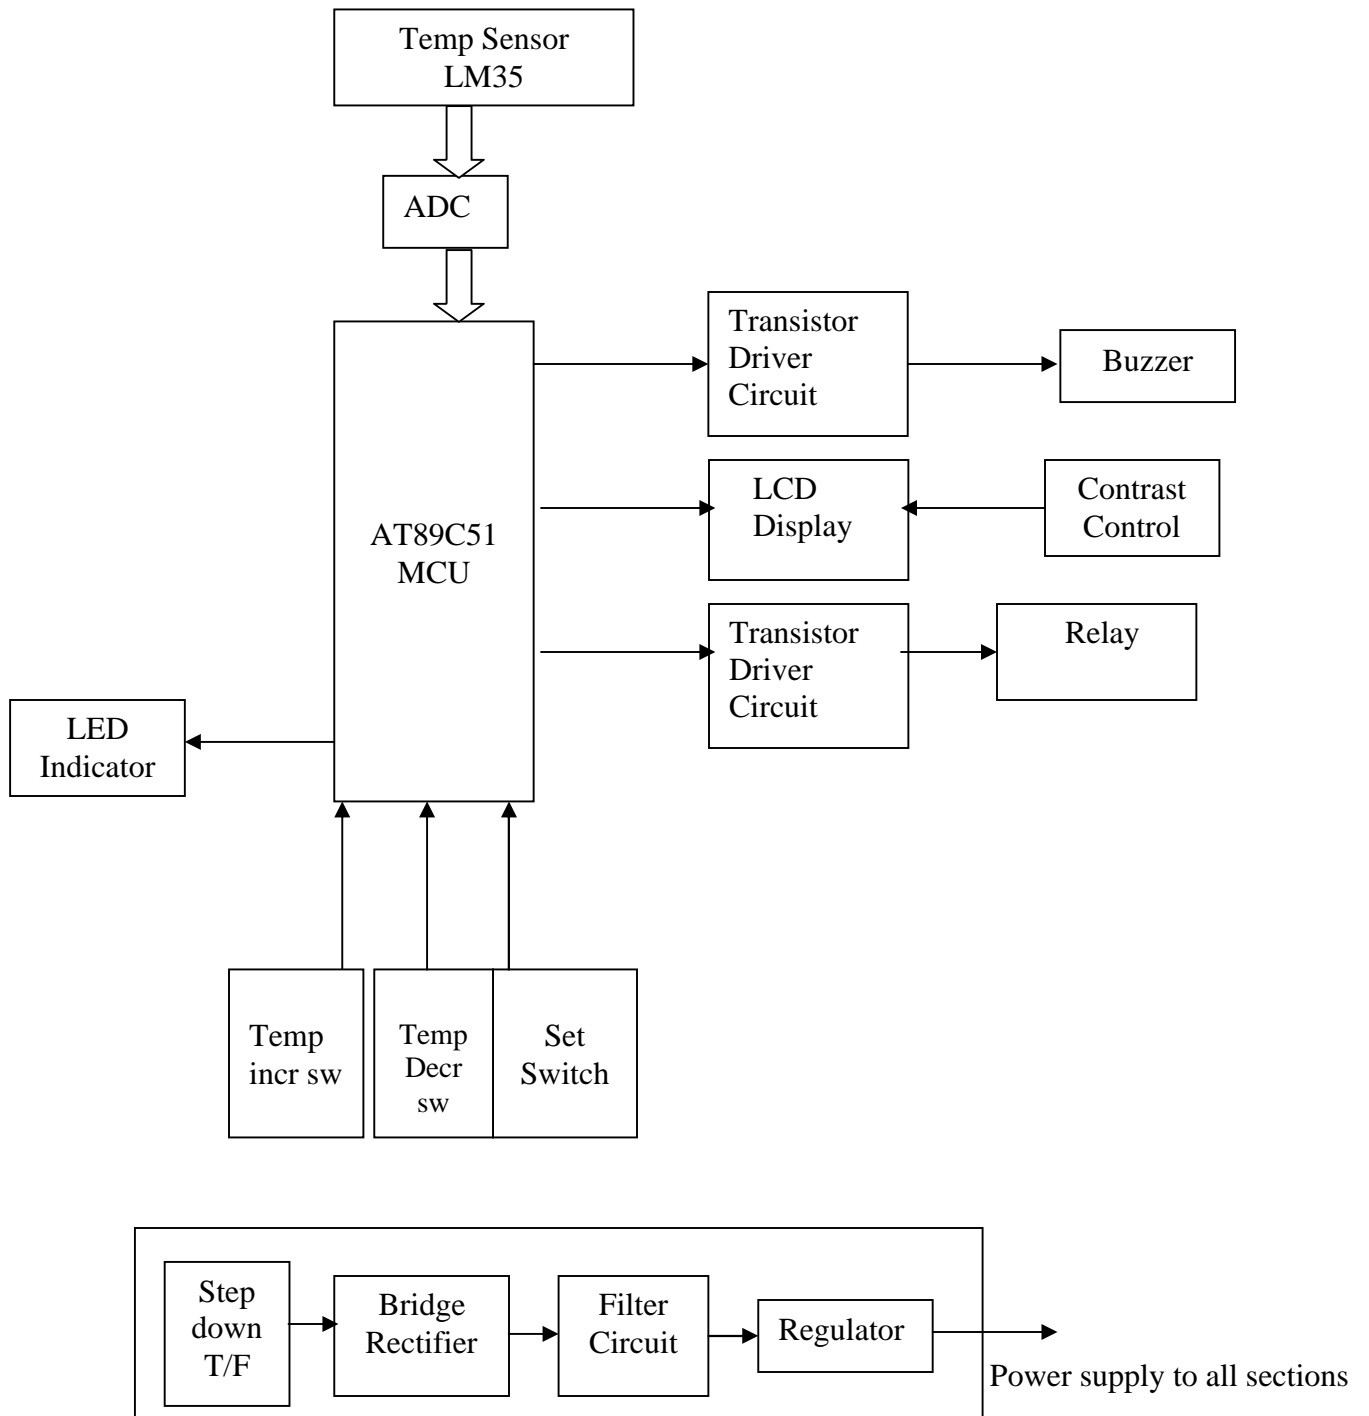 Temp Sensor
LM35
ADC
Transistor
Driver
Circuit
Buzzer
LCD
Display
Contrast
Control
AT89C51
MCU
Transistor
Driver
Circuit
Relay
LED
Indicator
Temp
incr sw
Temp
Decr
sw
Set
Switch
Step
down
T/F
Bridge
Rectifier
Filter
Circuit
Regulator
Power supply to all sections